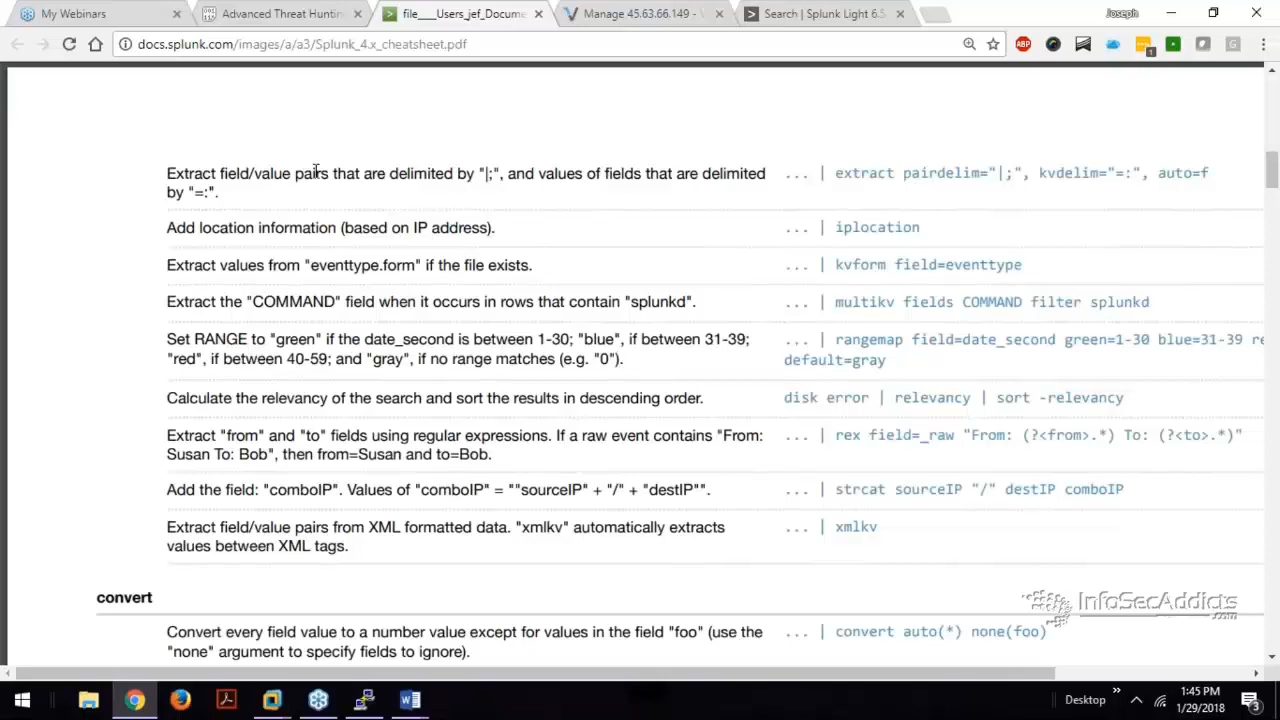 My Webinars
Advanced Threat Huntin
file___Users_jef_Docume
Manage 45.63.66.149 -
Search | Splunk Light 6.5
Joseph
docs.splunk.com/images/a/a3/Splunk_4.x_cheatsheet.pdf
ABP
1
G
Extract field/value pairs that are delimited by "|;", and values of fields that are delimited
by "=:".
... | extract pairdelim="|;", kvdelim="=:", auto=f
Add location information (based on IP address).
... | iplocation
Extract values from "eventtype.form" if the file exists.
... | kvform field=eventtype
Extract the "COMMAND" field when it occurs in rows that contain "splunkd".
... | multikv fields COMMAND filter splunkd
Set RANGE to "green" if the date_second is between 1-30; "blue", if between 31-39;
"red", if between 40-59; and "gray", if no range matches (e.g. "0").
... | rangemap field=date_second green=1-30 blue=31-39 re
default=gray
Calculate the relevancy of the search and sort the results in descending order.
disk error | relevancy | sort -relevancy
Extract "from" and "to" fields using regular expressions. If a raw event contains "From:
Susan To: Bob", then from=Susan and to=Bob.
... | rex field=_raw "From: (?<from>.*) To: (?<to>.*)"
Add the field: "comboIP". Values of "comboIP" = ""sourceIP" + "/" + "destIP"".
... | strcat sourceIP "/" destIP comboIP
Extract field/value pairs from XML formatted data. "xmlkv" automatically extracts
values between XML tags.
... | xmlkv
convert
InfoSecAddicts
.com
Convert every field value to a number value except for values in the field "foo" (use the
"none" argument to specify fields to ignore).
... | convert auto(*) none(foo)
Desktop
1:45 PM
1/29/2018
3